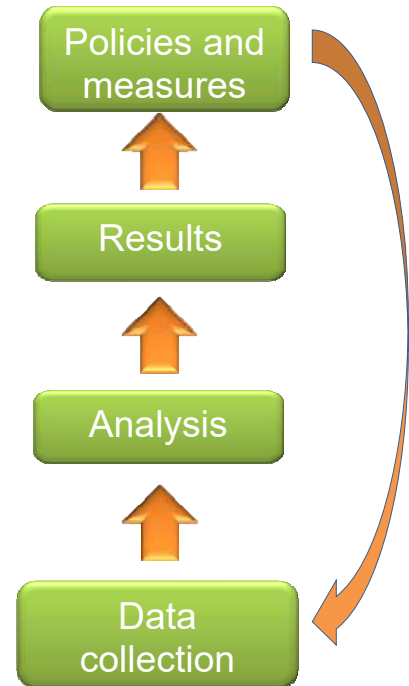 Policies and
measures
Results
Analysis
Data
collection